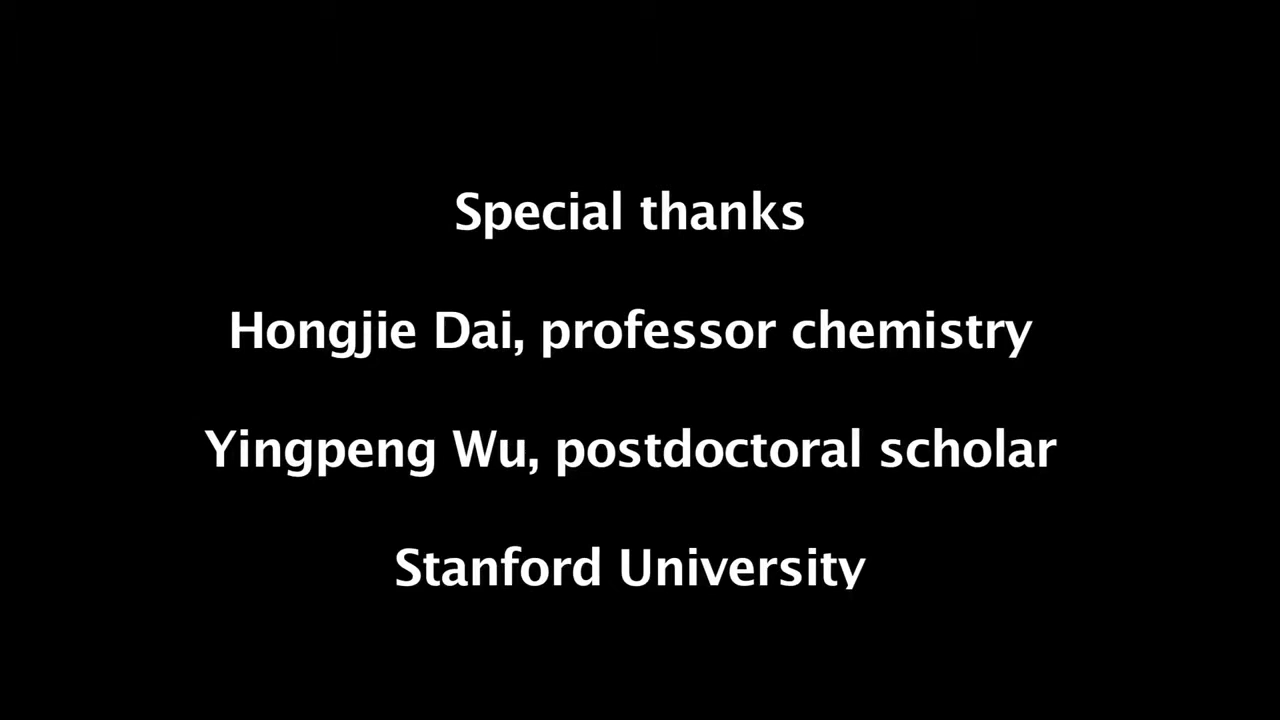 Special thanks
Hongjie Dai, professor chemistry
Yingpeng Wu, postdoctoral scholar
Stanford University